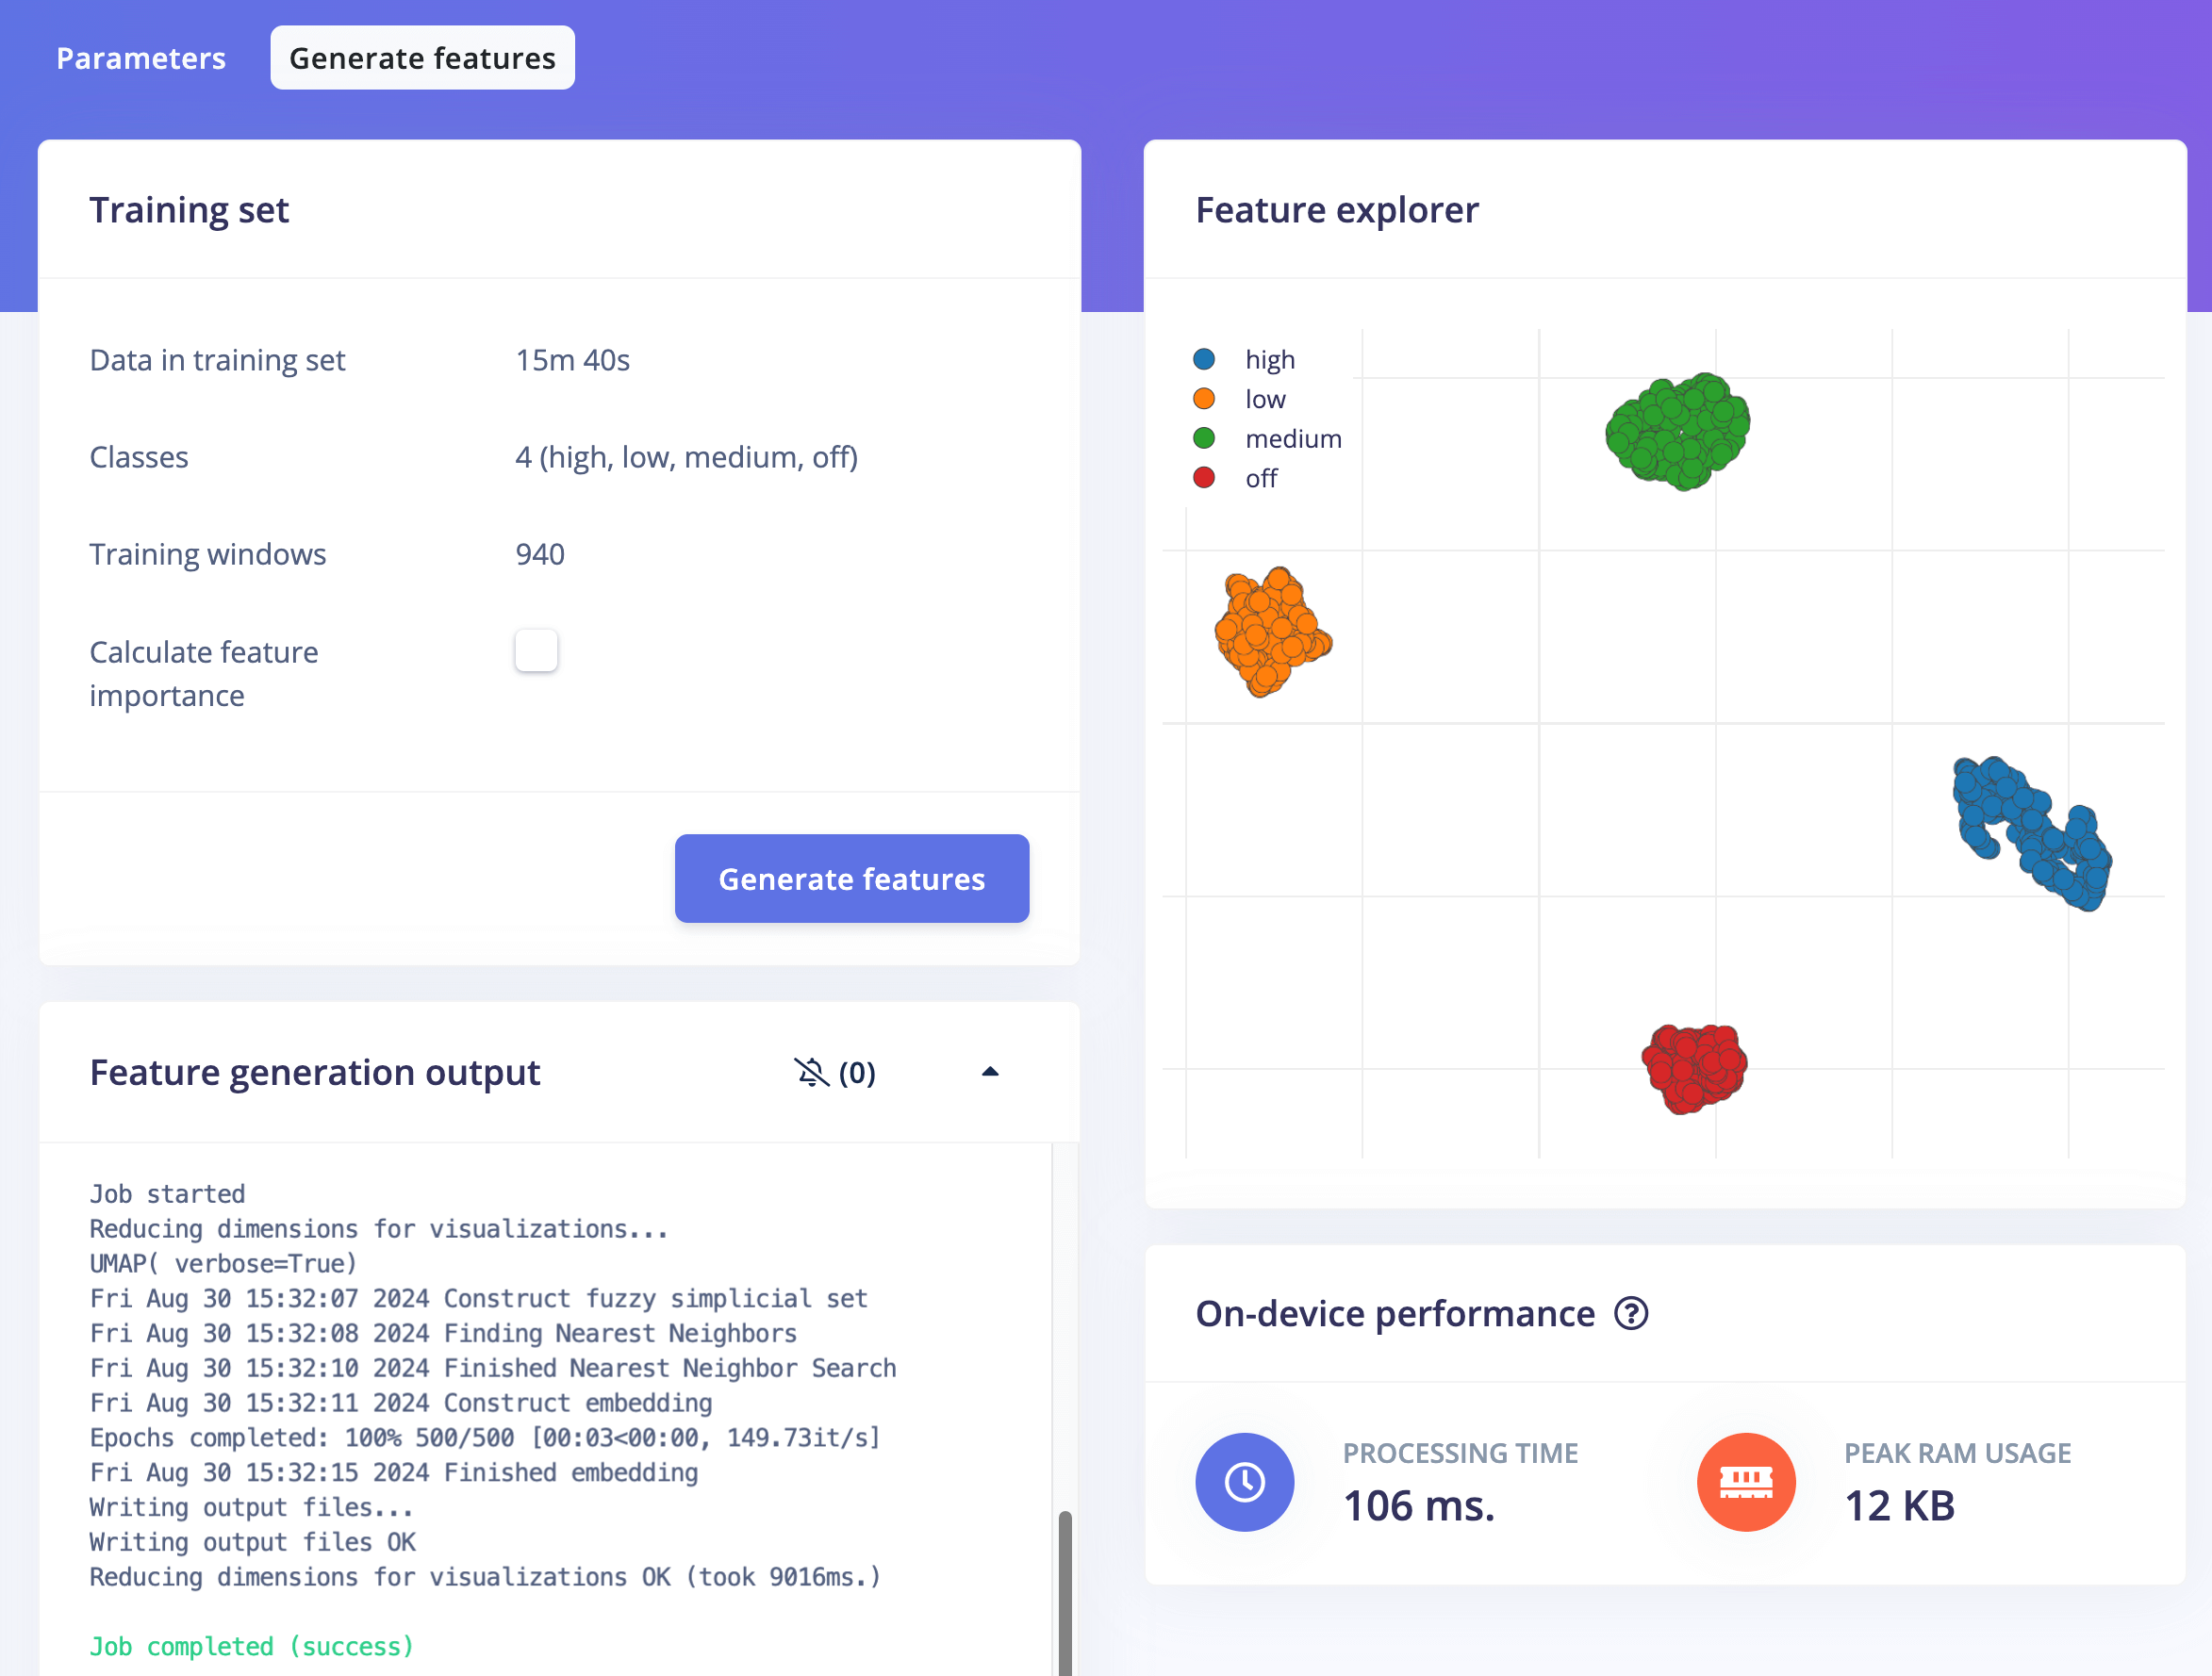 Parameters
Generate features
Training set
Data in training set 15m 40s
Classes 4 (high, low, medium, off)
Training windows 940
Calculate feature
importance
Generate features
Feature generation output (0)
Job started
Reducing dimensions for visualizations...
UMAP( verbose=True)
Fri Aug 30 15:32:07 2024 Construct fuzzy simplicial set
Fri Aug 30 15:32:08 2024 Finding Nearest Neighbors
Fri Aug 30 15:32:10 2024 Finished Nearest Neighbor Search
Fri Aug 30 15:32:11 2024 Construct embedding
Epochs completed: 100% 500/500 [00:03<00:00, 149.73it/s]
Fri Aug 30 15:32:15 2024 Finished embedding
Writing output files...
Writing output files OK
Reducing dimensions for visualizations OK (took 9016ms.)
Job completed (success)
Feature explorer
high
low
medium
off
On-device performance ?
PROCESSING TIME
106 ms.
PEAK RAM USAGE
12 KB